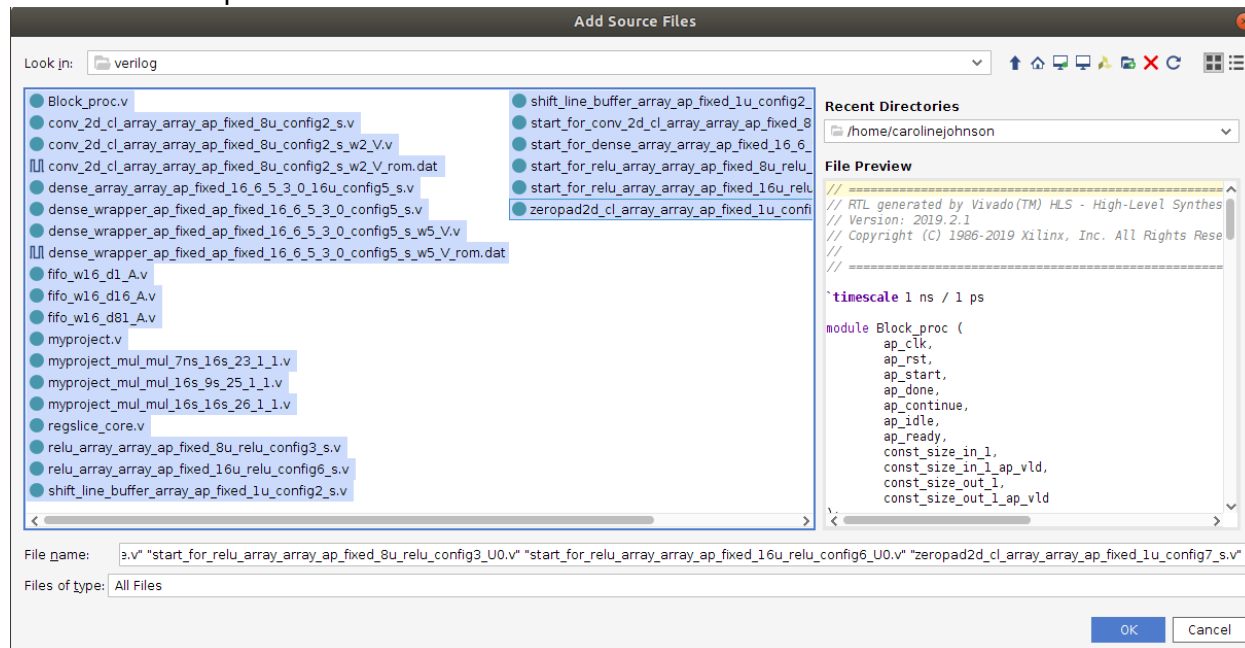 Add Source Files
Look in: verilog
Block_proc.v
conv_2d_cl_array_array_ap_fixed_8u_config2_s.v
conv_2d_cl_array_array_ap_fixed_8u_config2_s_w2_V.v
conv_2d_cl_array_array_ap_fixed_8u_config2_s_w2_V_rom.dat
dense_array_array_ap_fixed_16_6_5_3_0_16u_config5_s.v
dense_wrapper_ap_fixed_ap_fixed_16_6_5_3_0_config5_s.v
dense_wrapper_ap_fixed_ap_fixed_16_6_5_3_0_config5_s_w5_V.v
dense_wrapper_ap_fixed_ap_fixed_16_6_5_3_0_config5_s_w5_V_rom.dat
fifo_w16_d1_A.v
fifo_w16_d16_A.v
fifo_w16_d81_A.v
myproject.v
myproject_mul_mul_7ns_16s_23_1_1.v
myproject_mul_mul_16s_9s_25_1_1.v
myproject_mul_mul_16s_16s_26_1_1.v
regslice_core.v
relu_array_array_ap_fixed_8u_relu_config3_s.v
relu_array_array_ap_fixed_16u_relu_config6_s.v
shift_line_buffer_array_ap_fixed_1u_config2_s.v
shift_line_buffer_array_ap_fixed_1u_config2_
start_for_conv_2d_cl_array_array_ap_fixed_8
start_for_dense_array_array_ap_fixed_16_6_
start_for_relu_array_array_ap_fixed_8u_relu_
start_for_relu_array_array_ap_fixed_16u_relu
zeropad2d_cl_array_array_ap_fixed_1u_confi
Recent Directories
/home/carolinejohnson
File Preview
// ==================================================
// RTL generated by Vivado(TM) HLS - High-Level Synthes
// Version: 2019.2.1
// Copyright (C) 1986-2019 Xilinx, Inc. All Rights Rese
//
// ==================================================
`timescale 1 ns / 1 ps
module Block_proc (
ap_clk,
ap_rst,
ap_start,
ap_done,
ap_continue,
ap_idle,
ap_ready,
const_size_in_1,
const_size_in_1_ap_vld,
const_size_out_1,
const_size_out_1_ap_vld
File name: e.v" "start_for_relu_array_array_ap_fixed_8u_relu_config3_U0.v" "start_for_relu_array_array_ap_fixed_16u_relu_config6_U0.v" "zeropad2d_cl_array_array_ap_fixed_1u_config7_s.v"
Files of type: All Files
OK
Cancel